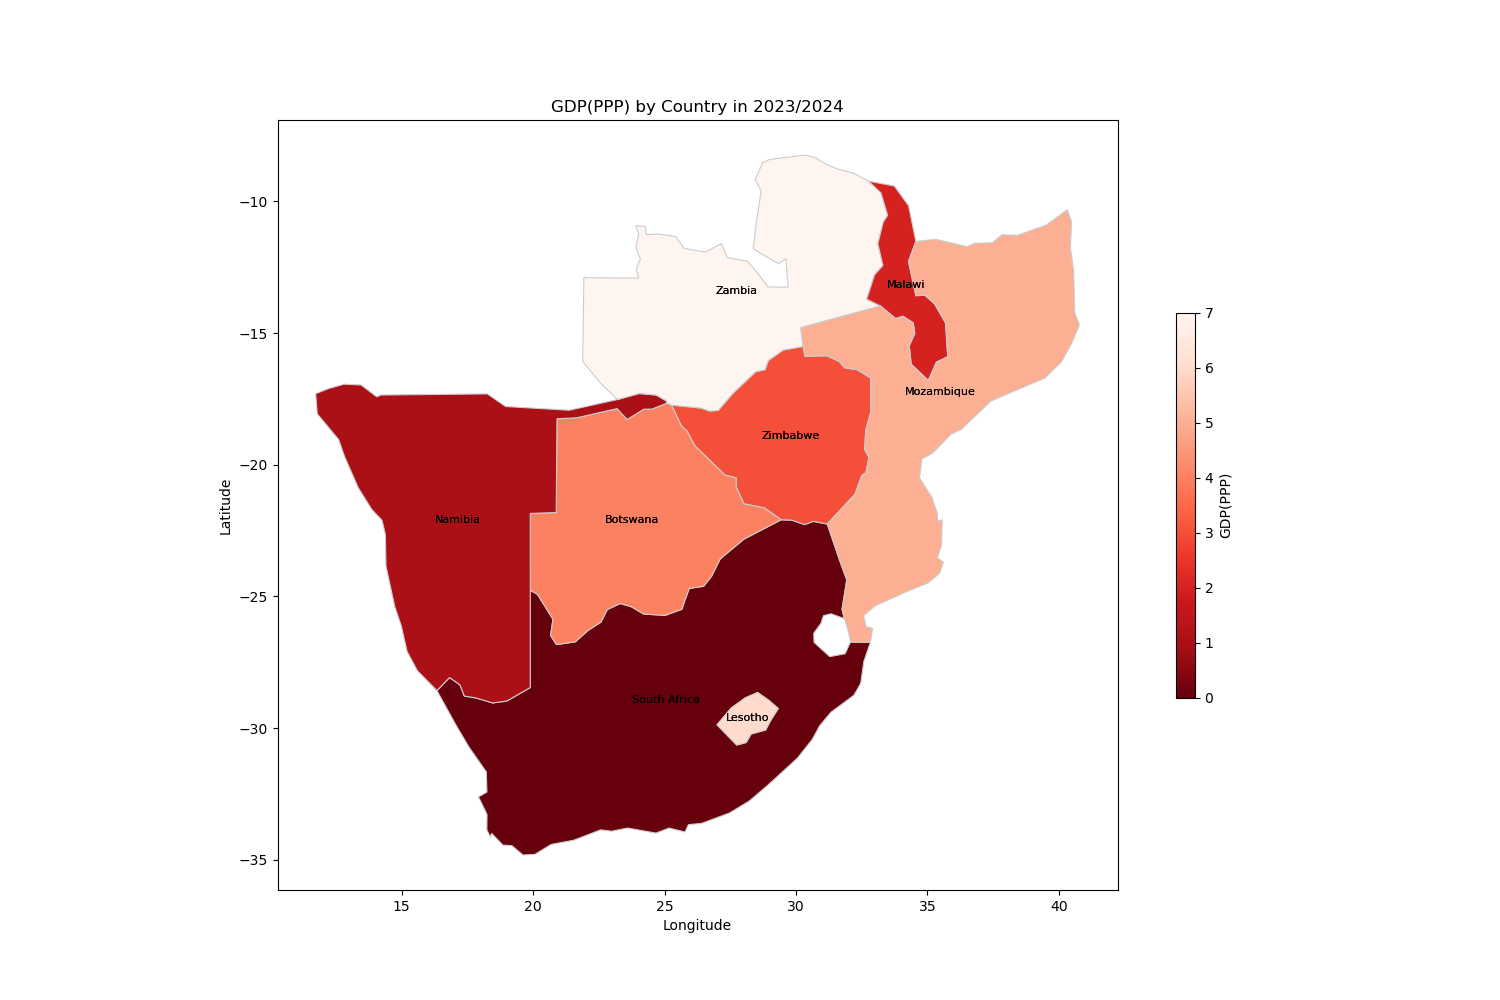 GDP(PPP) by Country in 2023/2024
−10
−15
−20
−25
−30
−35
Latitude
15
20
25
30
35
40
Longitude
Zambia
Malawi
Mozambique
Zimbabwe
Namibia
Botswana
South Africa
Lesotho
7
6
5
4
3
2
1
0
GDP(PPP)